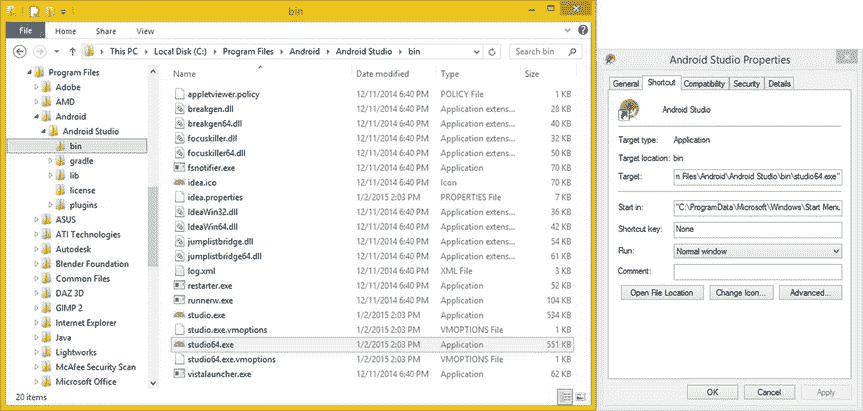 bin
File Home Share View
This PC Local Disk (C:) Program Files Android Android Studio bin
Search bin
Program Files
Adobe
AMD
Android
Android Studio
bin
gradle
lib
license
plugins
ASUS
ATI Technologies
Autodesk
Blender Foundation
Common Files
DAZ 3D
GIMP 2
Internet Explorer
Java
Lightworks
McAfee Security Scan
Microsoft Office
Name Date modified Type Size
appletviewer.policy 12/11/2014 6:40 PM POLICY File 1 KB
breakgen.dll 12/11/2014 6:40 PM Application extens... 28 KB
breakgen64.dll 12/11/2014 6:40 PM Application extens... 40 KB
focuskiller.dll 12/11/2014 6:40 PM Application extens... 32 KB
focuskiller64.dll 12/11/2014 6:40 PM Application extens... 50 KB
fsnotifier.exe 12/11/2014 6:40 PM Application 70 KB
idea.ico 12/11/2014 6:40 PM Icon 70 KB
idea.properties 1/2/2015 2:03 PM PROPERTIES File 7 KB
IdeaWin32.dll 12/11/2014 6:40 PM Application extens... 36 KB
IdeaWin64.dll 12/11/2014 6:40 PM Application extens... 42 KB
jumplistbridge.dll 12/11/2014 6:40 PM Application extens... 54 KB
jumplistbridge64.dll 12/11/2014 6:40 PM Application extens... 61 KB
log.xml 12/11/2014 6:40 PM XML File 3 KB
restarter.exe 12/11/2014 6:40 PM Application 52 KB
runnerw.exe 12/11/2014 6:40 PM Application 104 KB
studio.exe 1/2/2015 2:03 PM Application 534 KB
studio.exe.vmoptions 1/2/2015 2:03 PM VMOPTIONS File 1 KB
studio64.exe 1/2/2015 2:03 PM Application 551 KB
studio64.exe.vmoptions 1/2/2015 2:03 PM VMOPTIONS File 1 KB
vistalauncher.exe 12/11/2014 6:40 PM Application 62 KB
20 items
Android Studio Properties
General Shortcut Compatibility Security Details
Android Studio
Target type: Application
Target location: bin
Target: n Files\Android\Android Studio\bin\studio64.exe"
Start in: "C:\ProgramData\Microsoft\Windows\Start Menu
Shortcut key: None
Run: Normal window
Comment:
Open File Location Change Icon... Advanced...
OK Cancel Apply